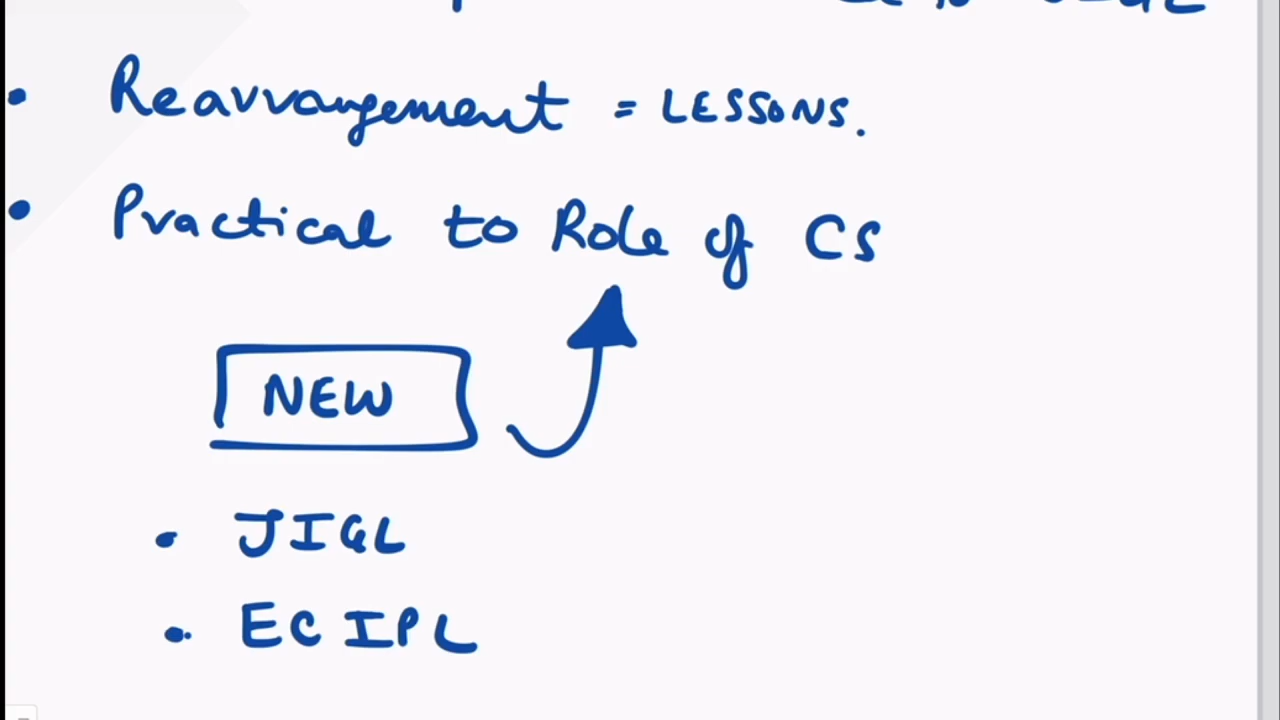 • Rearrangement = LESSONS.
• Practical to Role of CS
NEW
• JIGL
• ECIPL